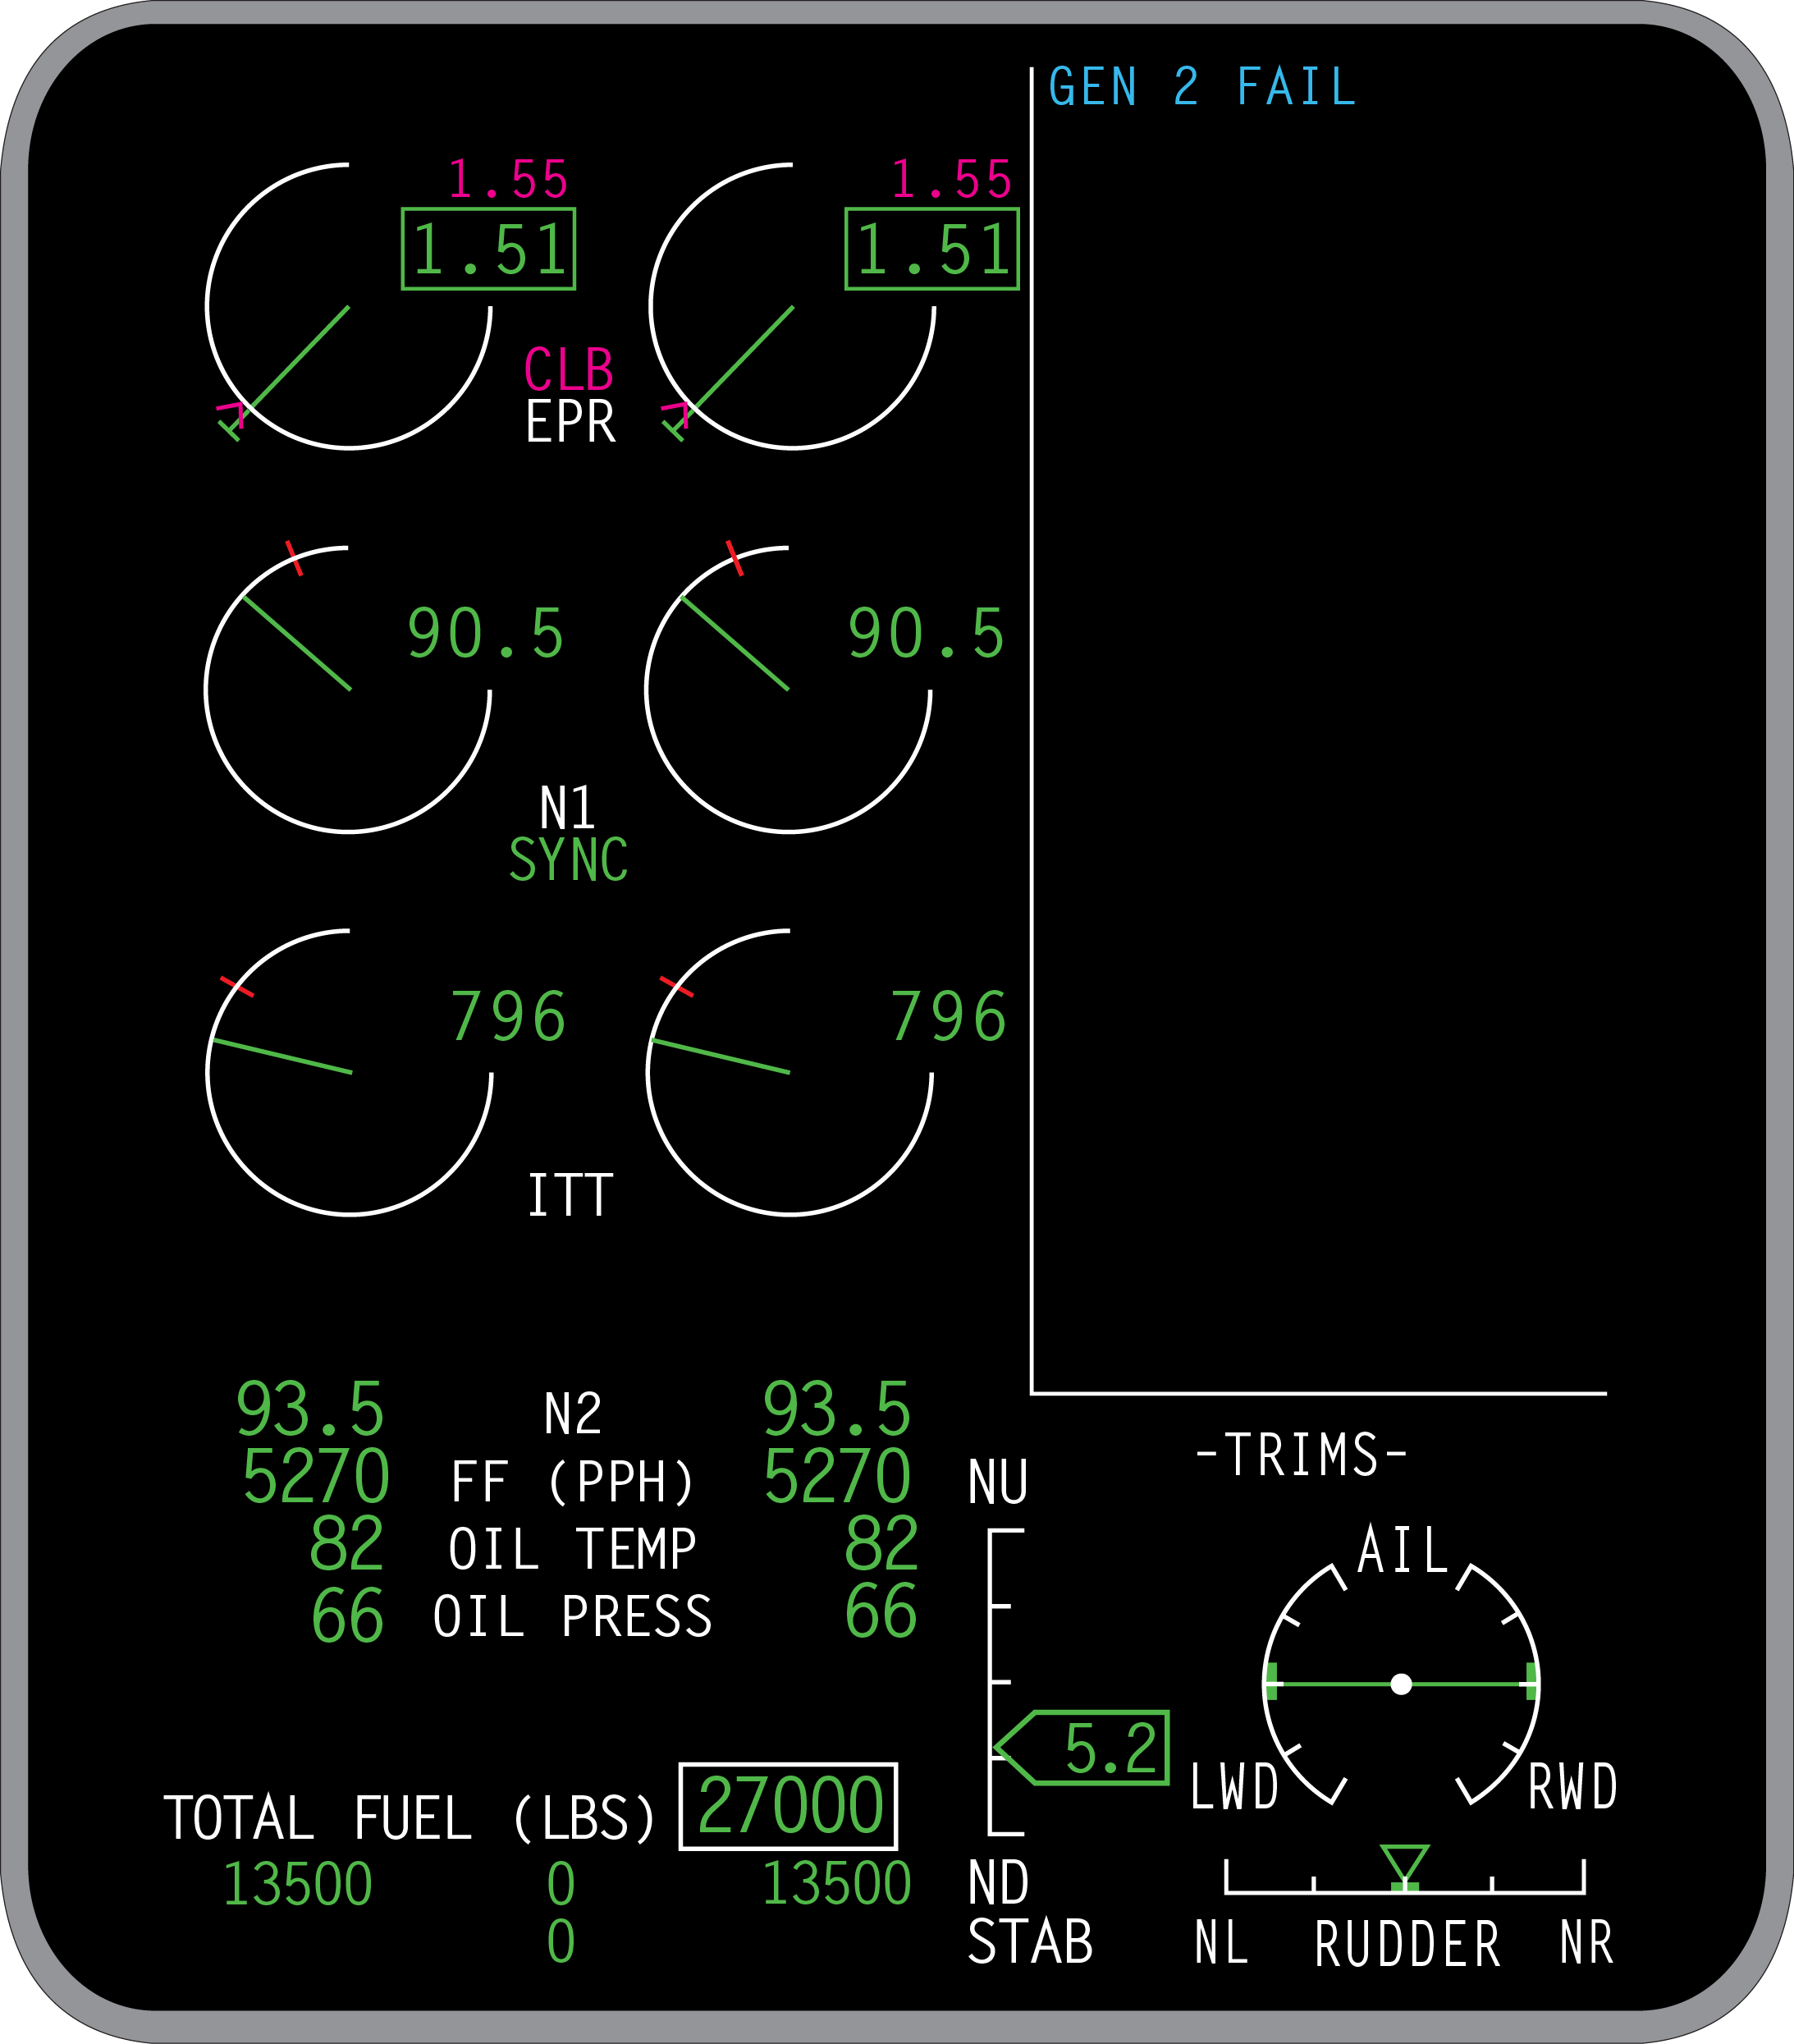 GEN 2 FAIL
1.55 1.55
1.51 1.51
CLB
EPR
90.5 90.5
N1
SYNC
796 796
ITT
93.5 N2 93.5
5270 FF (PPH) 5270
82 OIL TEMP 82
66 OIL PRESS 66
TOTAL FUEL (LBS) 27000
13500 0 13500
0
-TRIMS-
NU
5.2
ND
STAB
AIL
LWD RWD
NL RUDDER NR